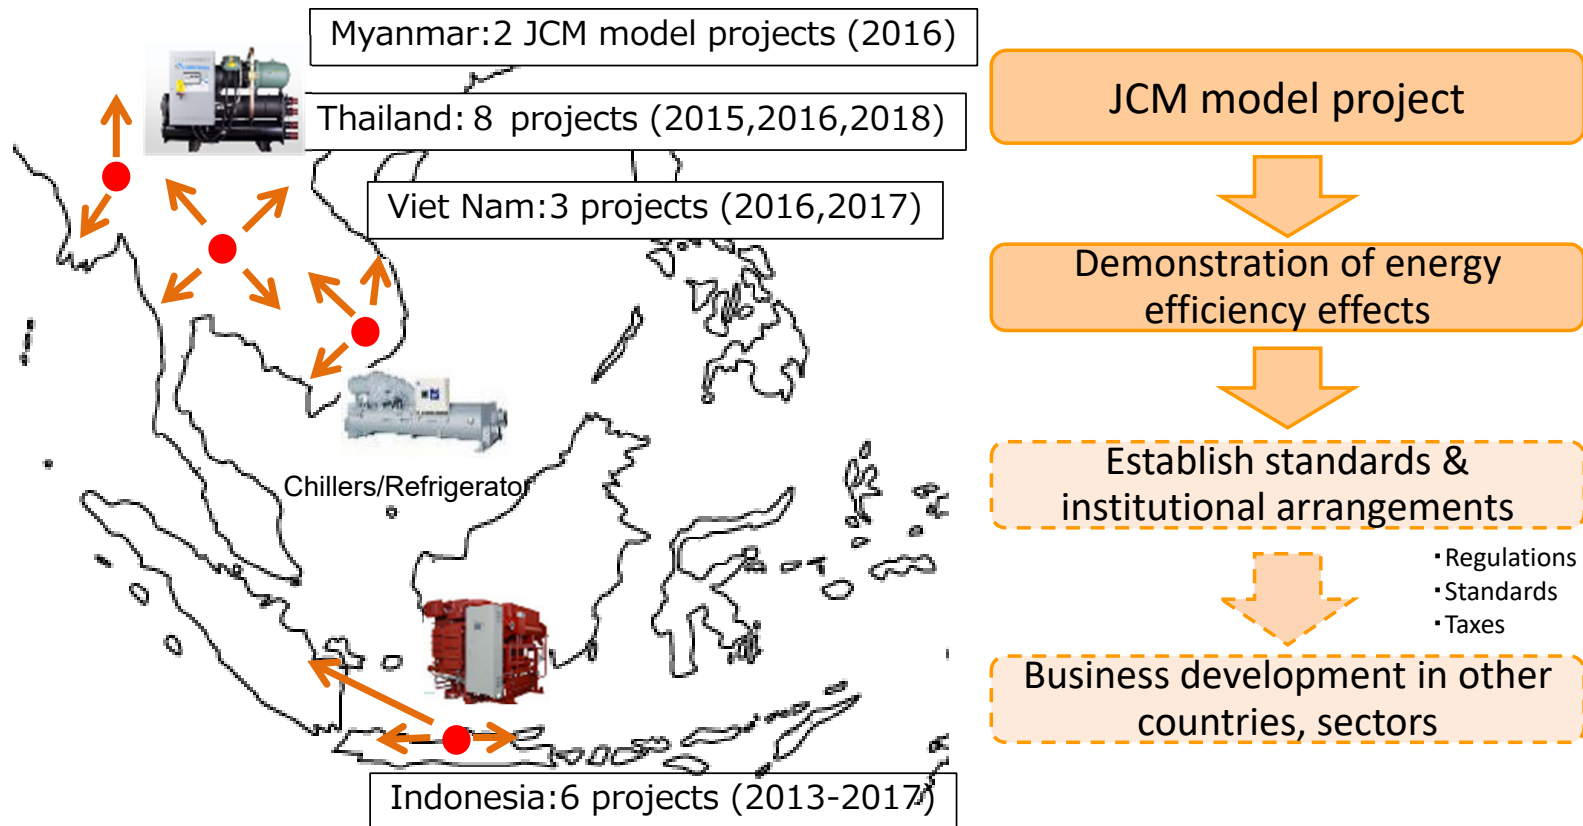 Myanmar:2 JCM model projects (2016)
Thailand: 8 projects (2015,2016,2018)
Viet Nam:3 projects (2016,2017)
Chillers/Refrigerator
Indonesia:6 projects (2013-2017)
JCM model project
Demonstration of energy
efficiency effects
Establish standards &
institutional arrangements
・Regulations
・Standards
・Taxes
Business development in other
countries, sectors